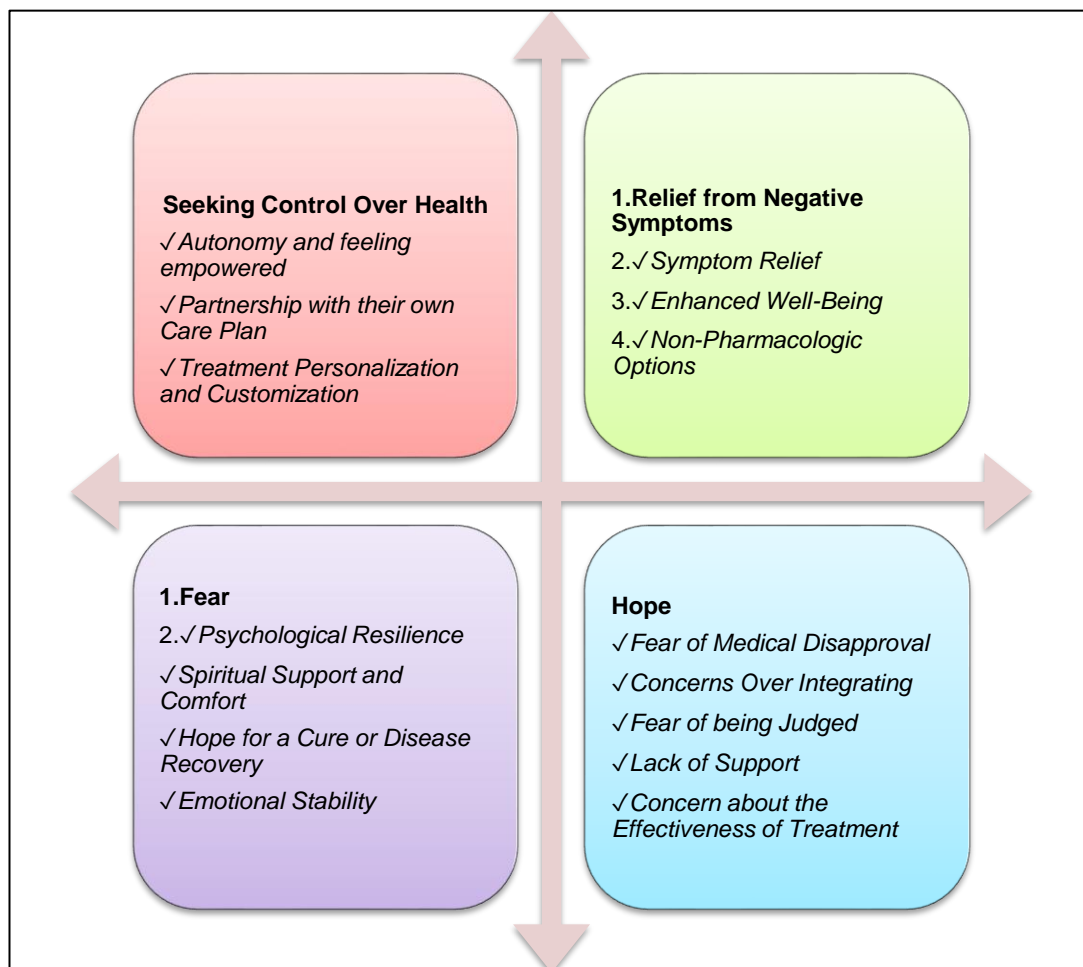 Seeking Control Over Health
✓Autonomy and feeling
empowered
✓Partnership with their own
Care Plan
✓Treatment Personalization
and Customization
1.Relief from Negative
Symptoms
2.✓Symptom Relief
3.✓Enhanced Well-Being
4.✓Non-Pharmacologic
Options
1.Fear
2.✓Psychological Resilience
✓Spiritual Support and
Comfort
✓Hope for a Cure or Disease
Recovery
✓Emotional Stability
Hope
✓Fear of Medical Disapproval
✓Concerns Over Integrating
✓Fear of being Judged
✓Lack of Support
✓Concern about the
Effectiveness of Treatment